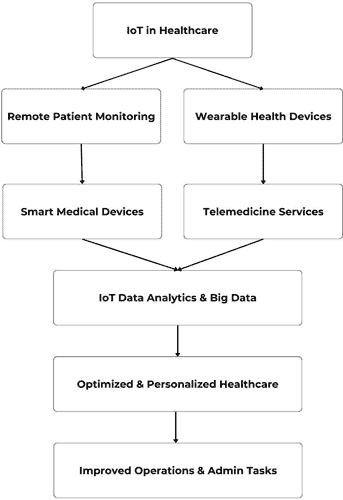 IoT in Healthcare
Remote Patient Monitoring
Wearable Health Devices
Smart Medical Devices
Telemedicine Services
IoT Data Analytics & Big Data
Optimized & Personalized Healthcare
Improved Operations & Admin Tasks